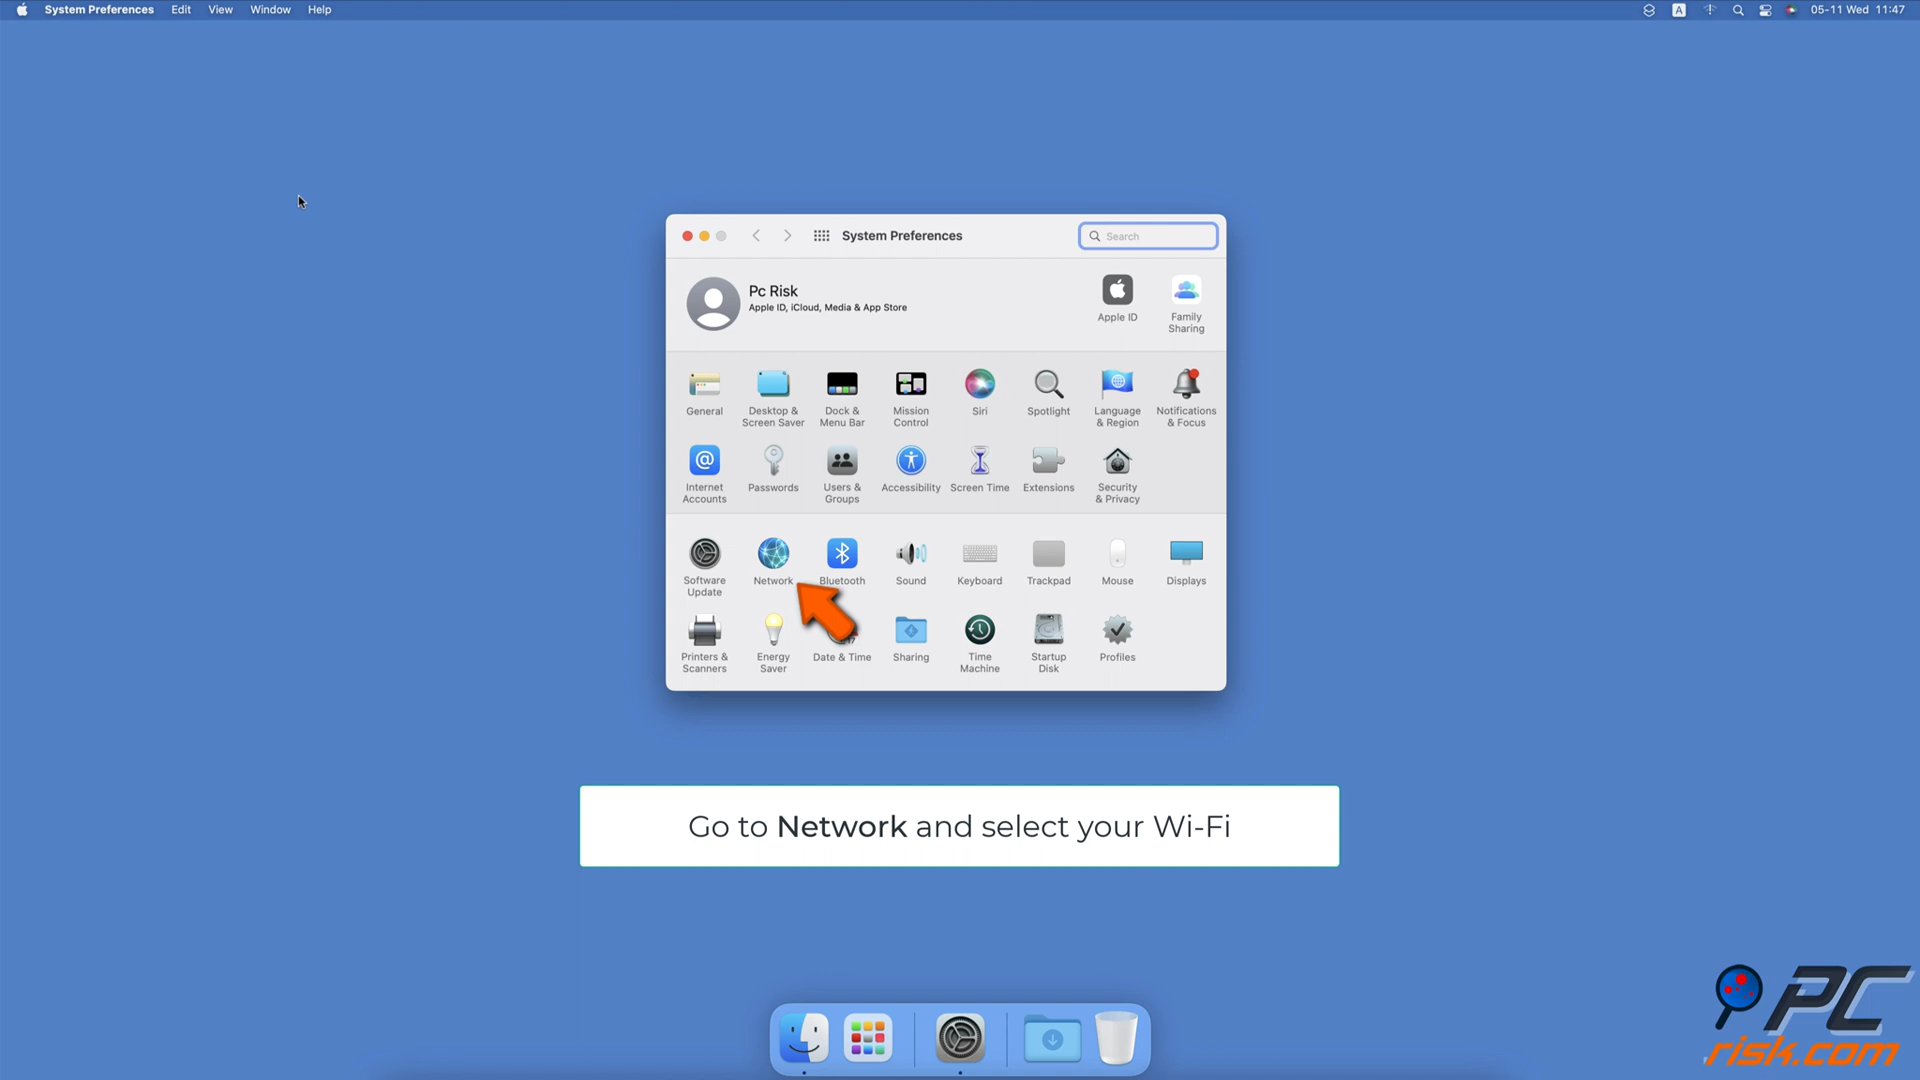 System Preferences Edit View Window Help
A 05-11 Wed 11:47
System Preferences
Search
Pc Risk
Apple ID, iCloud, Media & App Store
Apple ID
Family
Sharing
General
Desktop &
Screen Saver
Dock &
Menu Bar
Mission
Control
Siri
Spotlight
Language
& Region
Notifications
& Focus
Internet
Accounts
Passwords
Users &
Groups
Accessibility
Screen Time
Extensions
Security
& Privacy
Software
Update
Network
Bluetooth
Sound
Keyboard
Trackpad
Mouse
Displays
Printers &
Scanners
Energy
Saver
Date & Time
Sharing
Time
Machine
Startup
Disk
Profiles
Go to Network and select your Wi-Fi
PC
risk.com